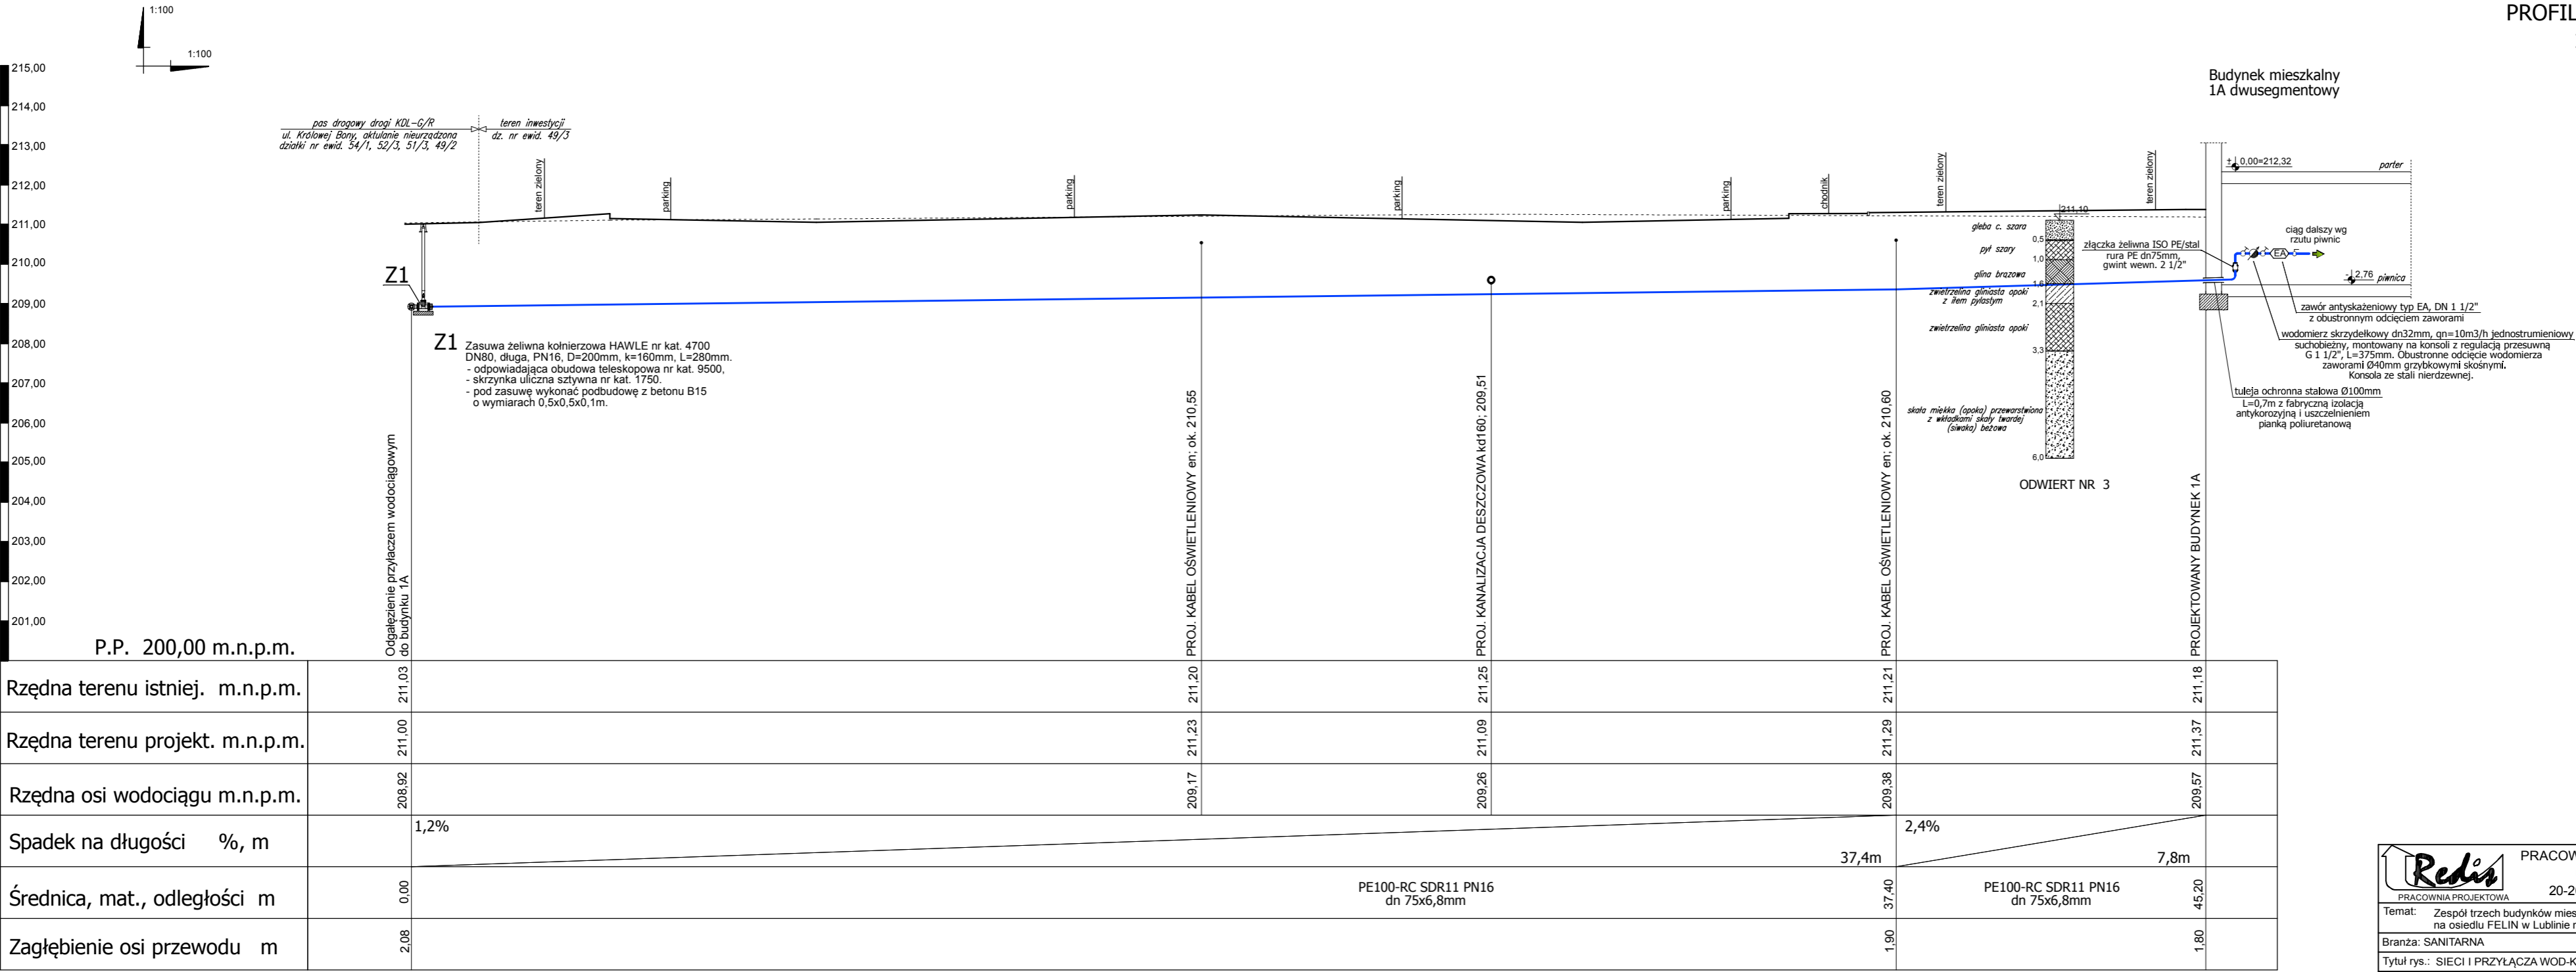 PROFIL
1:100
1:100
215,00
214,00
213,00
212,00
211,00
210,00
209,00
208,00
207,00
206,00
205,00
204,00
203,00
202,00
201,00
P.P. 200,00 m.n.p.m.
pas drogowy drogi KDL-G/R
ul. Królowej Bony, aktulanie nieurządzona
działki nr ewid. 54/1, 52/3, 51/3, 49/2
teren inwestycji
dz. nr ewid. 49/3
teren zielony
parking
parking
parking
parking
chodnik
teren zielony
teren zielony
Budynek mieszkalny
1A dwusegmentowy
± 0,00=212,32
parter
ciąg dalszy wg
rzutu piwnic
EA
- 2,76
piwnica
211,10
gleba c. szara
0,5
pył szary
1,0
glina brązowa
1,6
zwietrzelina gliniasta opoki
z iłem pylastym
2,1
zwietrzelina gliniasta opoki
3,3
skała miękka (opoka) przewarstwiona
z wkładkami skały twardej
(siwaka) beżowa
6,0
ODWIERT NR 3
złączka żeliwna ISO PE/stal
rura PE dn75mm,
gwint wewn. 2 1/2"
zawór antyskażeniowy typ EA, DN 1 1/2"
z obustronnym odcięciem zaworami
wodomierz skrzydełkowy dn32mm, qn=10m3/h jednostrumieniowy
suchobieżny, montowany na konsoli z regulacją przesuwną
G 1 1/2", L=375mm. Obustronne odcięcie wodomierza
zaworami Ø40mm grzybkowymi skośnymi.
Konsola ze stali nierdzewnej.
tuleja ochronna stalowa Ø100mm
L=0,7m z fabryczną izolacją
antykorozyjną i uszczelnieniem
pianką poliuretanową
Z1
Z1 Zasuwa żeliwna kołnierzowa HAWLE nr kat. 4700
DN80, długa, PN16, D=200mm, k=160mm, L=280mm.
- odpowiadająca obudowa teleskopowa nr kat. 9500,
- skrzynka uliczna sztywna nr kat. 1750.
- pod zasuwę wykonać podbudowę z betonu B15
o wymiarach 0,5x0,5x0,1m.
Odgałęzienie przyłaczem wodociągowym
do budynku 1A
PROJ. KABEL OŚWIETLENIOWY en; ok. 210,55
PROJ. KANALIZACJA DESZCZOWA kd160; 209,51
PROJ. KABEL OŚWIETLENIOWY en; ok. 210,60
PROJEKTOWANY BUDYNEK 1A
Rzędna terenu istniej. m.n.p.m.
211,03
211,20
211,25
211,21
211,18
Rzędna terenu projekt. m.n.p.m.
211,00
211,23
211,09
211,29
211,37
Rzędna osi wodociągu m.n.p.m.
208,92
209,17
209,26
209,38
209,57
Spadek na długości %, m
1,2%
37,4m
2,4%
7,8m
Średnica, mat., odległości m
0,00
PE100-RC SDR11 PN16
dn 75x6,8mm
37,40
PE100-RC SDR11 PN16
dn 75x6,8mm
45,20
Zagłębienie osi przewodu m
2,08
1,90
1,80
Redis
PRACOWNIA PROJEKTOWA
PRACOW
20-2
Temat: Zespół trzech budynków mies
na osiedlu FELIN w Lublinie
Branża: SANITARNA
Tytuł rys.: SIECI I PRZYŁĄCZA WOD-K